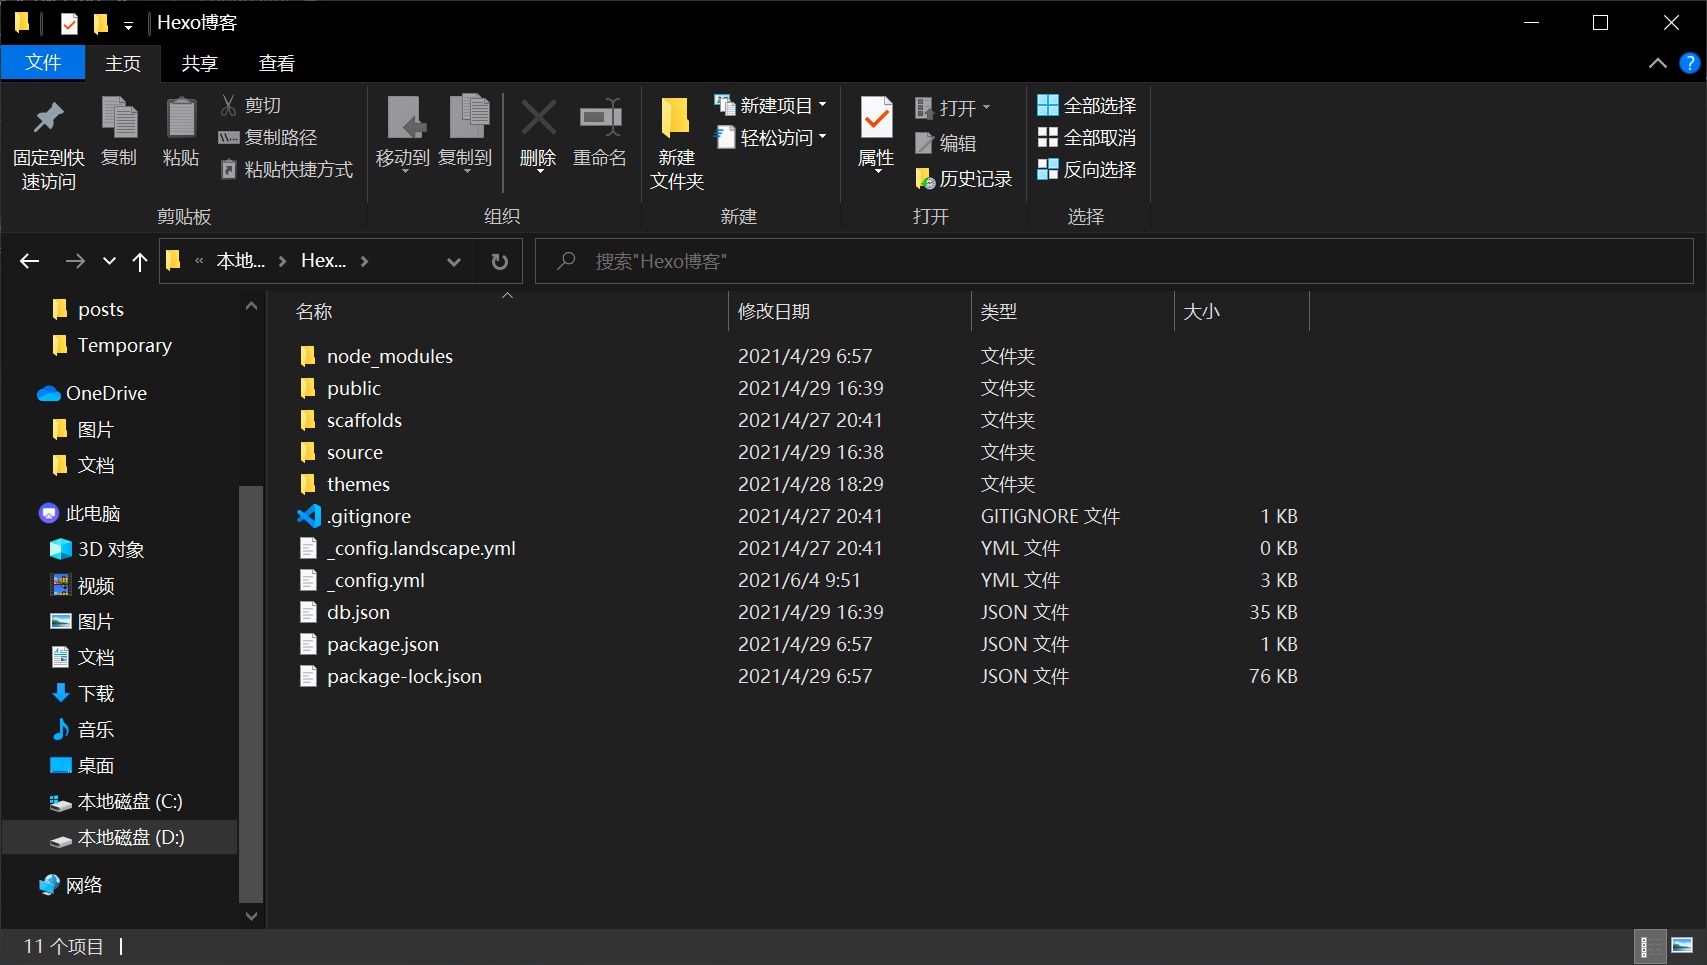 Hexo博客
文件 主页 共享 查看
固定到快速访问
复制
粘贴
剪切
复制路径
粘贴快捷方式
剪贴板
移动到
复制到
删除
重命名
组织
新建文件夹
新建项目
轻松访问
新建
属性
打开
编辑
历史记录
打开
全部选择
全部取消
反向选择
选择
« 本地... Hex...
搜索"Hexo博客"
posts
Temporary
OneDrive
图片
文档
此电脑
3D 对象
视频
图片
文档
下载
音乐
桌面
本地磁盘 (C:)
本地磁盘 (D:)
网络
名称 修改日期 类型 大小
node_modules 2021/4/29 6:57 文件夹
public 2021/4/29 16:39 文件夹
scaffolds 2021/4/27 20:41 文件夹
source 2021/4/29 16:38 文件夹
themes 2021/4/28 18:29 文件夹
.gitignore 2021/4/27 20:41 GITIGNORE 文件 1 KB
_config.landscape.yml 2021/4/27 20:41 YML 文件 0 KB
_config.yml 2021/6/4 9:51 YML 文件 3 KB
db.json 2021/4/29 16:39 JSON 文件 35 KB
package.json 2021/4/29 6:57 JSON 文件 1 KB
package-lock.json 2021/4/29 6:57 JSON 文件 76 KB
11 个项目